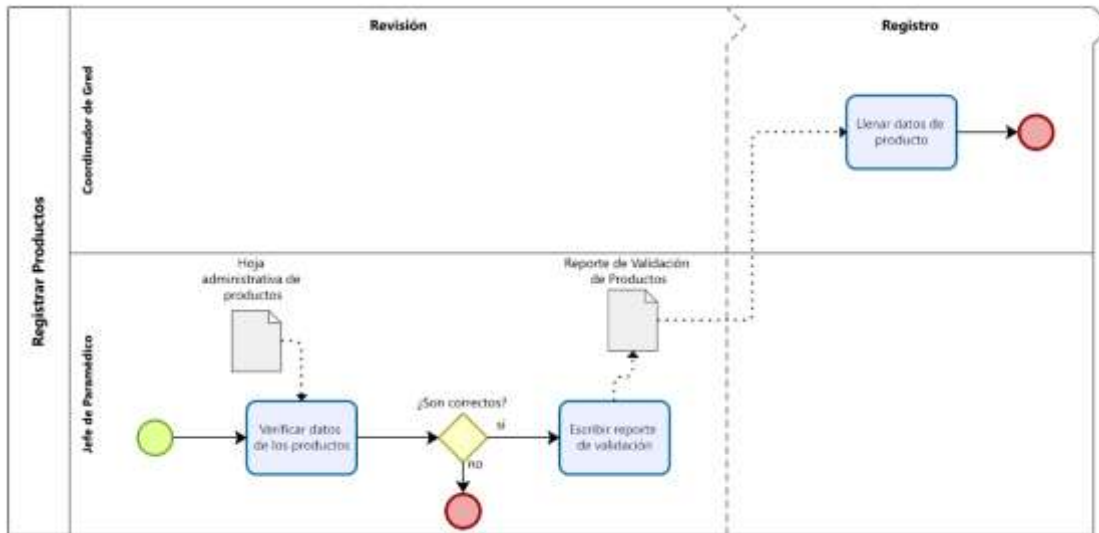 Registrar Productos
Revisión
Registro
Coordinador de Gred
Llenar datos de
producto
Jefe de Paramédico
Hoja
administrativa de
productos
Reporte de Validación
de Productos
Verificar datos
de los productos
¿Son correctos?
sí
no
Escribir reporte
de validación